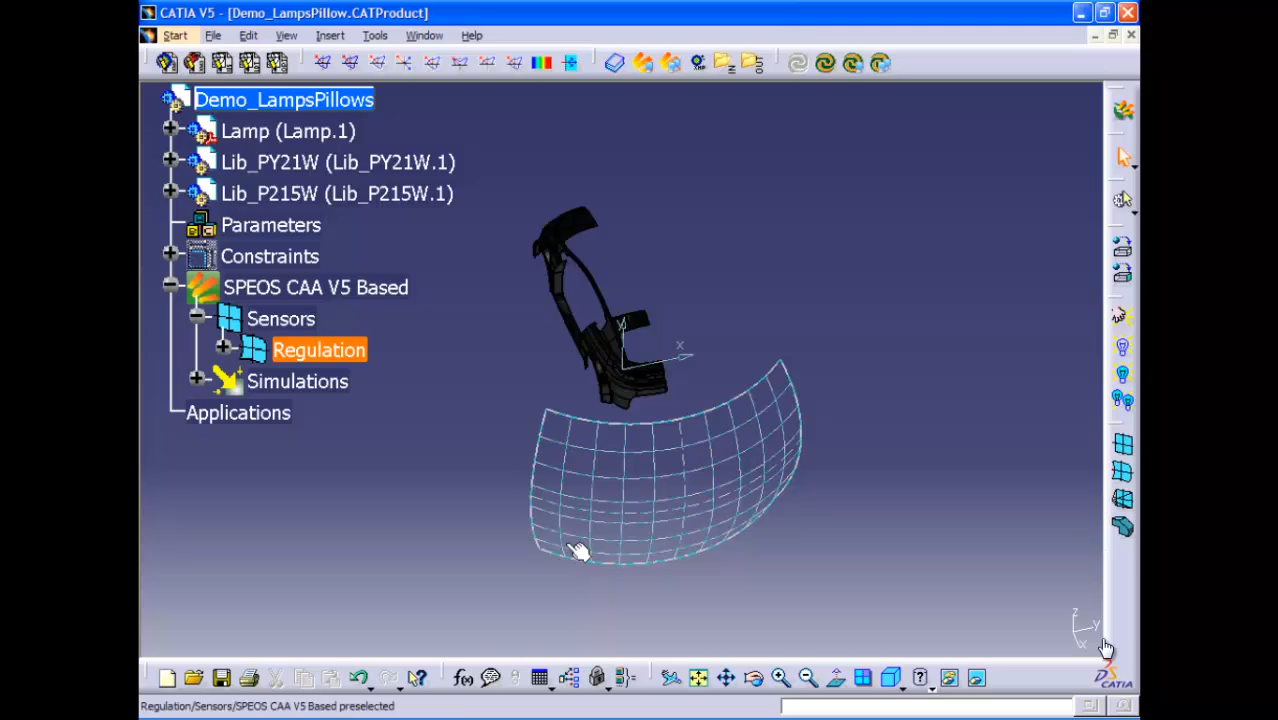 CATIA V5 - [Demo_LampsPillow.CATProduct]
Start File Edit View Insert Tools Window Help
Demo_LampsPillows
Lamp (Lamp.1)
Lib_PY21W (Lib_PY21W.1)
Lib_P215W (Lib_P215W.1)
Parameters
Constraints
SPEOS CAA V5 Based
Sensors
Regulation
Simulations
Applications
y
x
z
y
x
f(x)
CATIA
Regulation/Sensors/SPEOS CAA V5 Based preselected